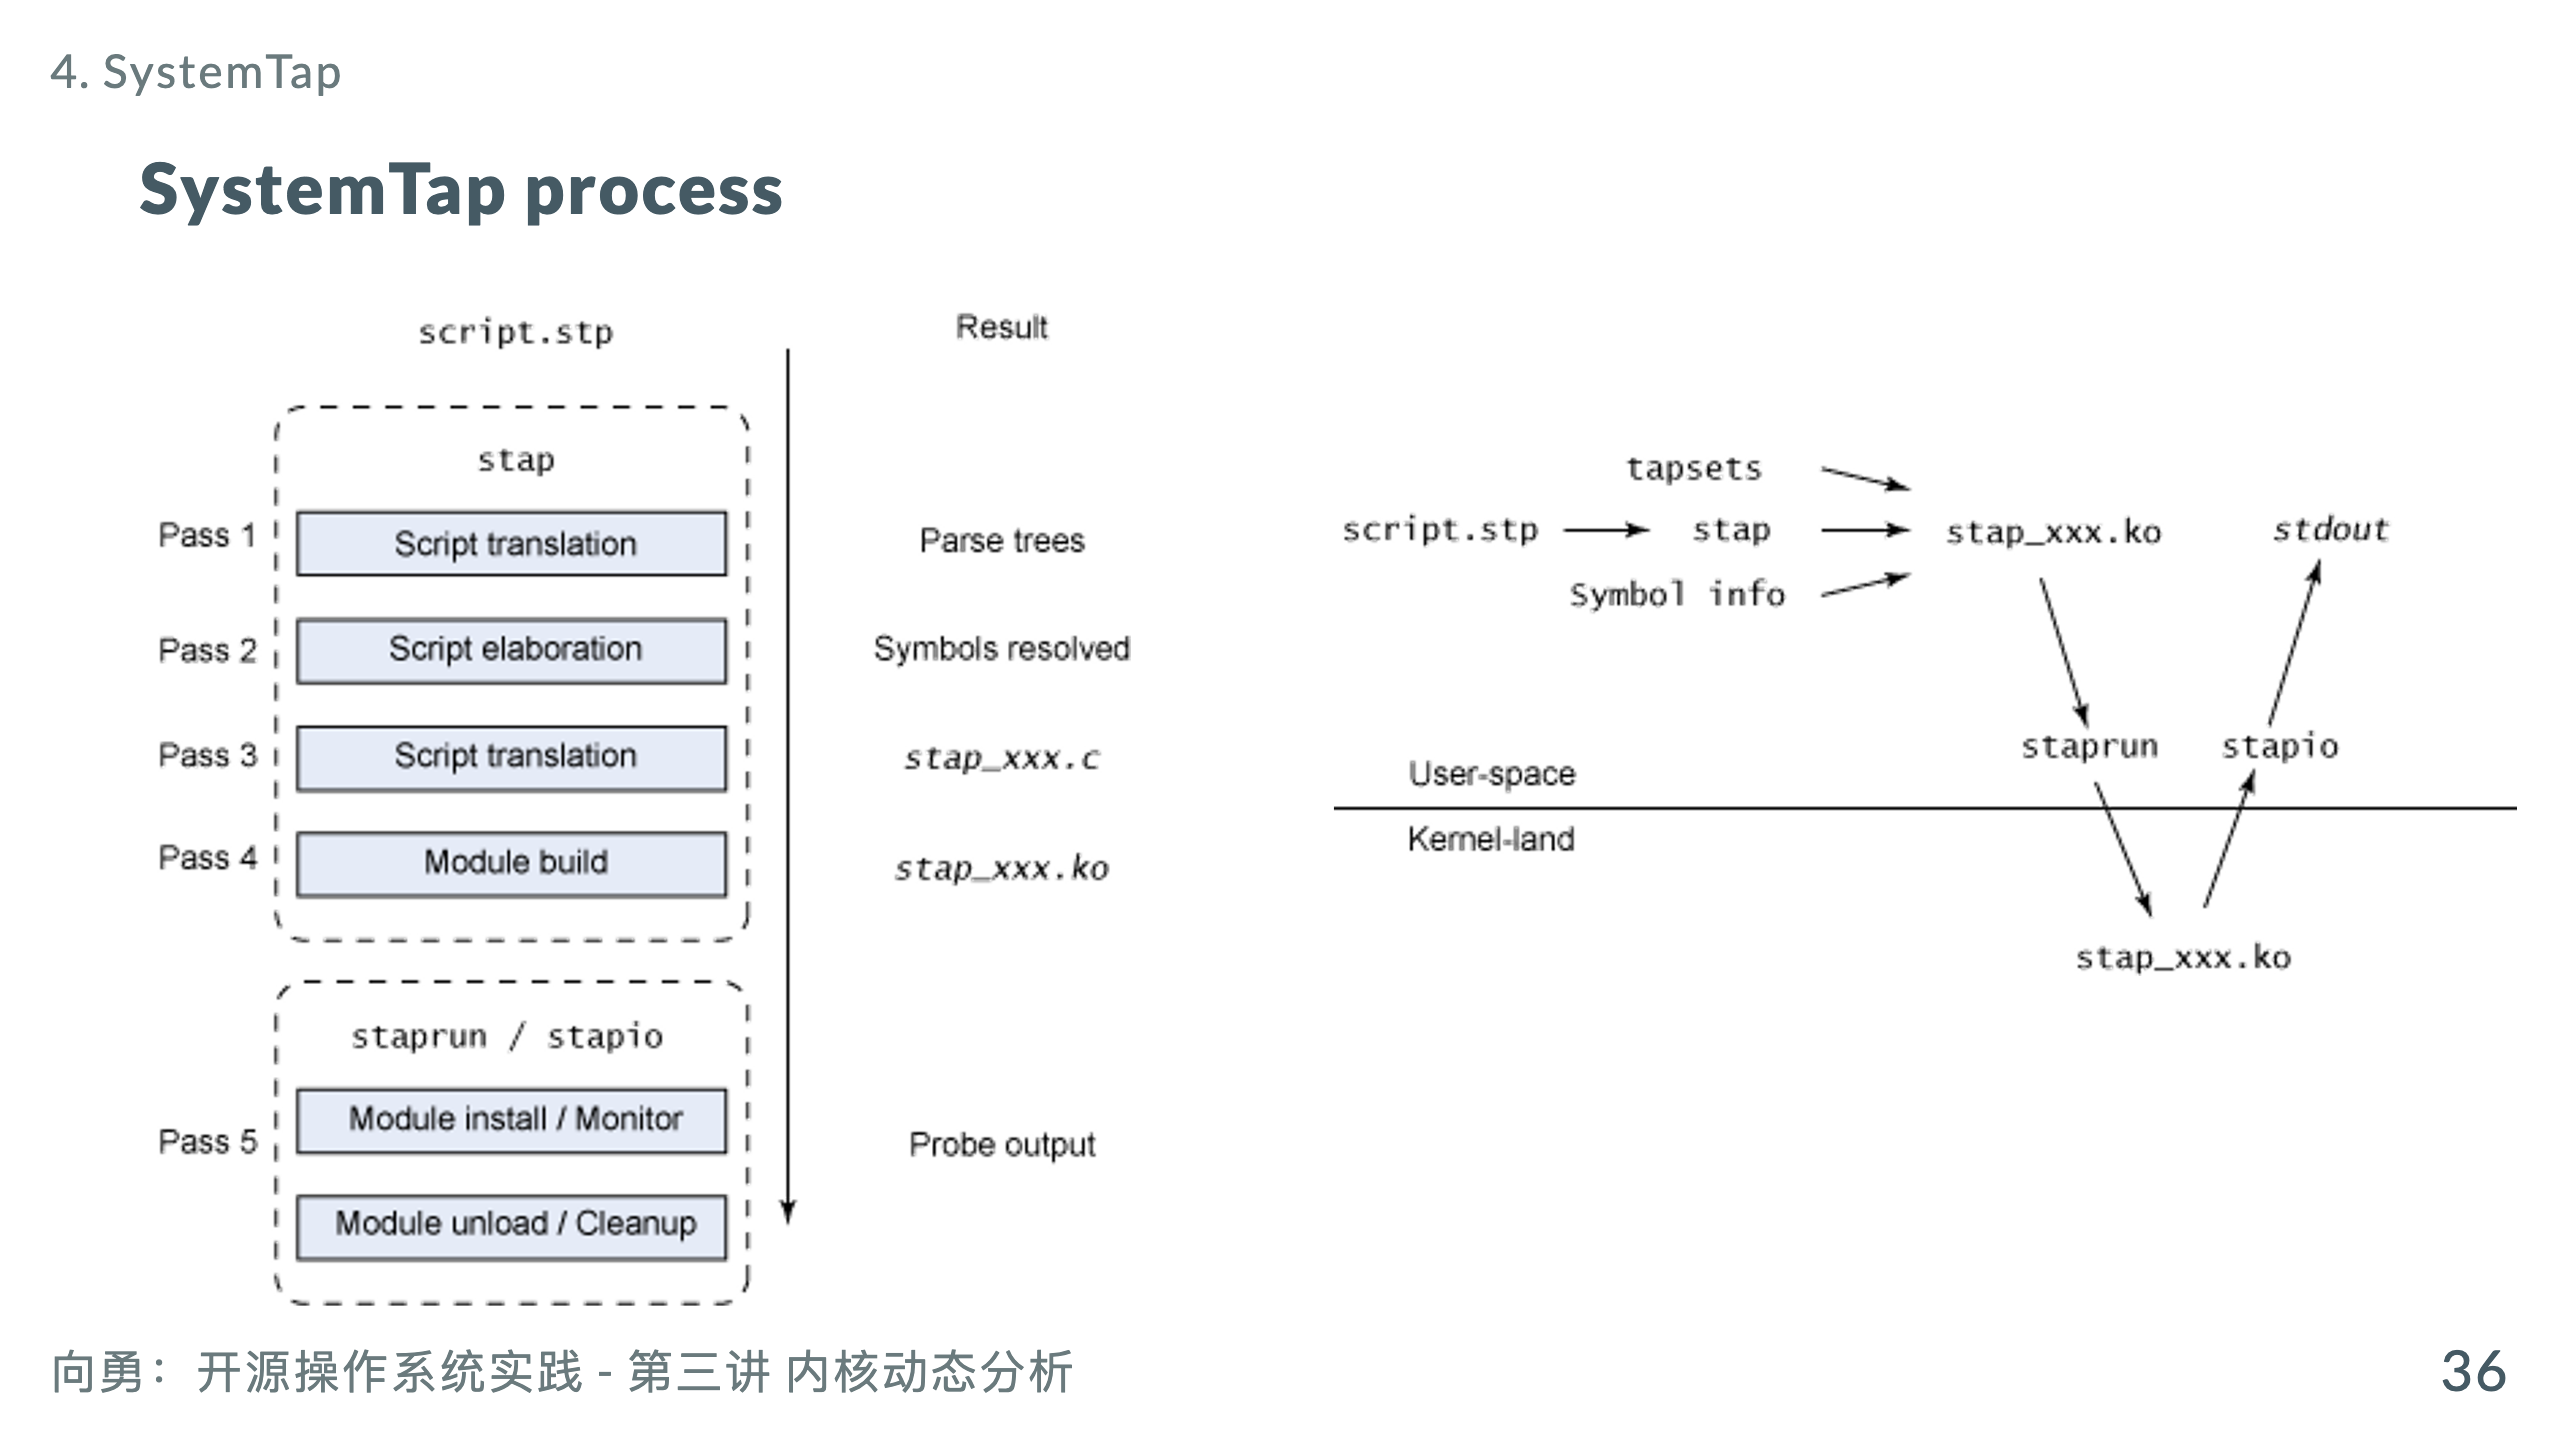 4. SystemTap
SystemTap process
script.stp
Result
stap
Pass 1
Script translation
Parse trees
Pass 2
Script elaboration
Symbols resolved
Pass 3
Script translation
stap_xxx.c
Pass 4
Module build
stap_xxx.ko
staprun / stapio
Pass 5
Module install / Monitor
Probe output
Module unload / Cleanup
tapsets
script.stp
stap
stap_xxx.ko
stdout
Symbol info
staprun
stapio
User-space
Kernel-land
stap_xxx.ko
向勇：开源操作系统实践 - 第三讲 内核动态分析
36